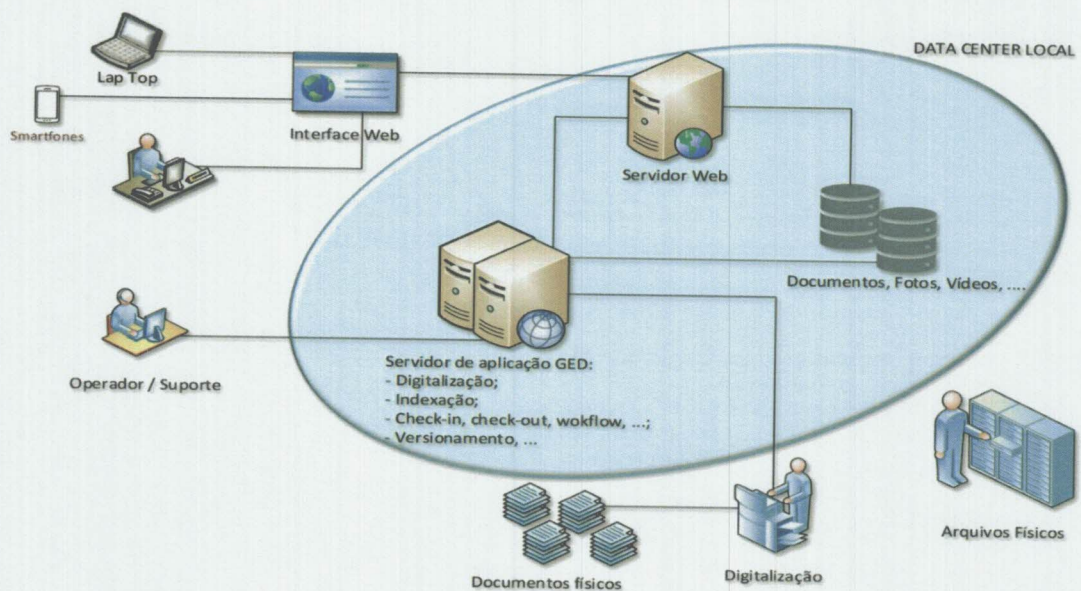 DATA CENTER LOCAL
Lap Top
Smartfones
Interface Web
Servidor Web
Documentos, Fotos, Vídeos, ....
Operador / Suporte
Servidor de aplicação GED:
- Digitalização;
- Indexação;
- Check-in, check-out, wokflow, ...;
- Versionamento, ...
Arquivos Físicos
Documentos físicos
Digitalização